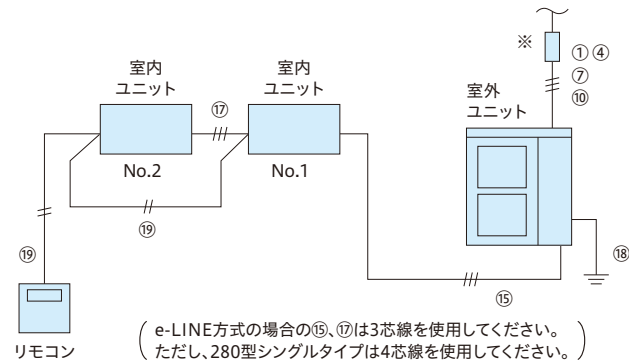 ※
① ④
⑦
⑩
室内
ユニット
室内
ユニット
⑰
室外
ユニット
No.2
No.1
⑲
⑲
⑱
⑮
リモコン
e-LINE方式の場合の⑮、⑰は3芯線を使用してください。
ただし、280型シングルタイプは4芯線を使用してください。